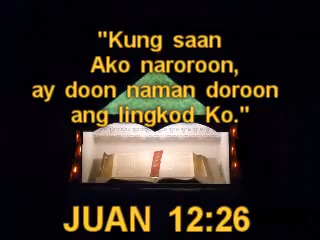 "Kung saan
Ako naroroon,
ay doon naman doroon
ang lingkod Ko."
JUAN 12:26